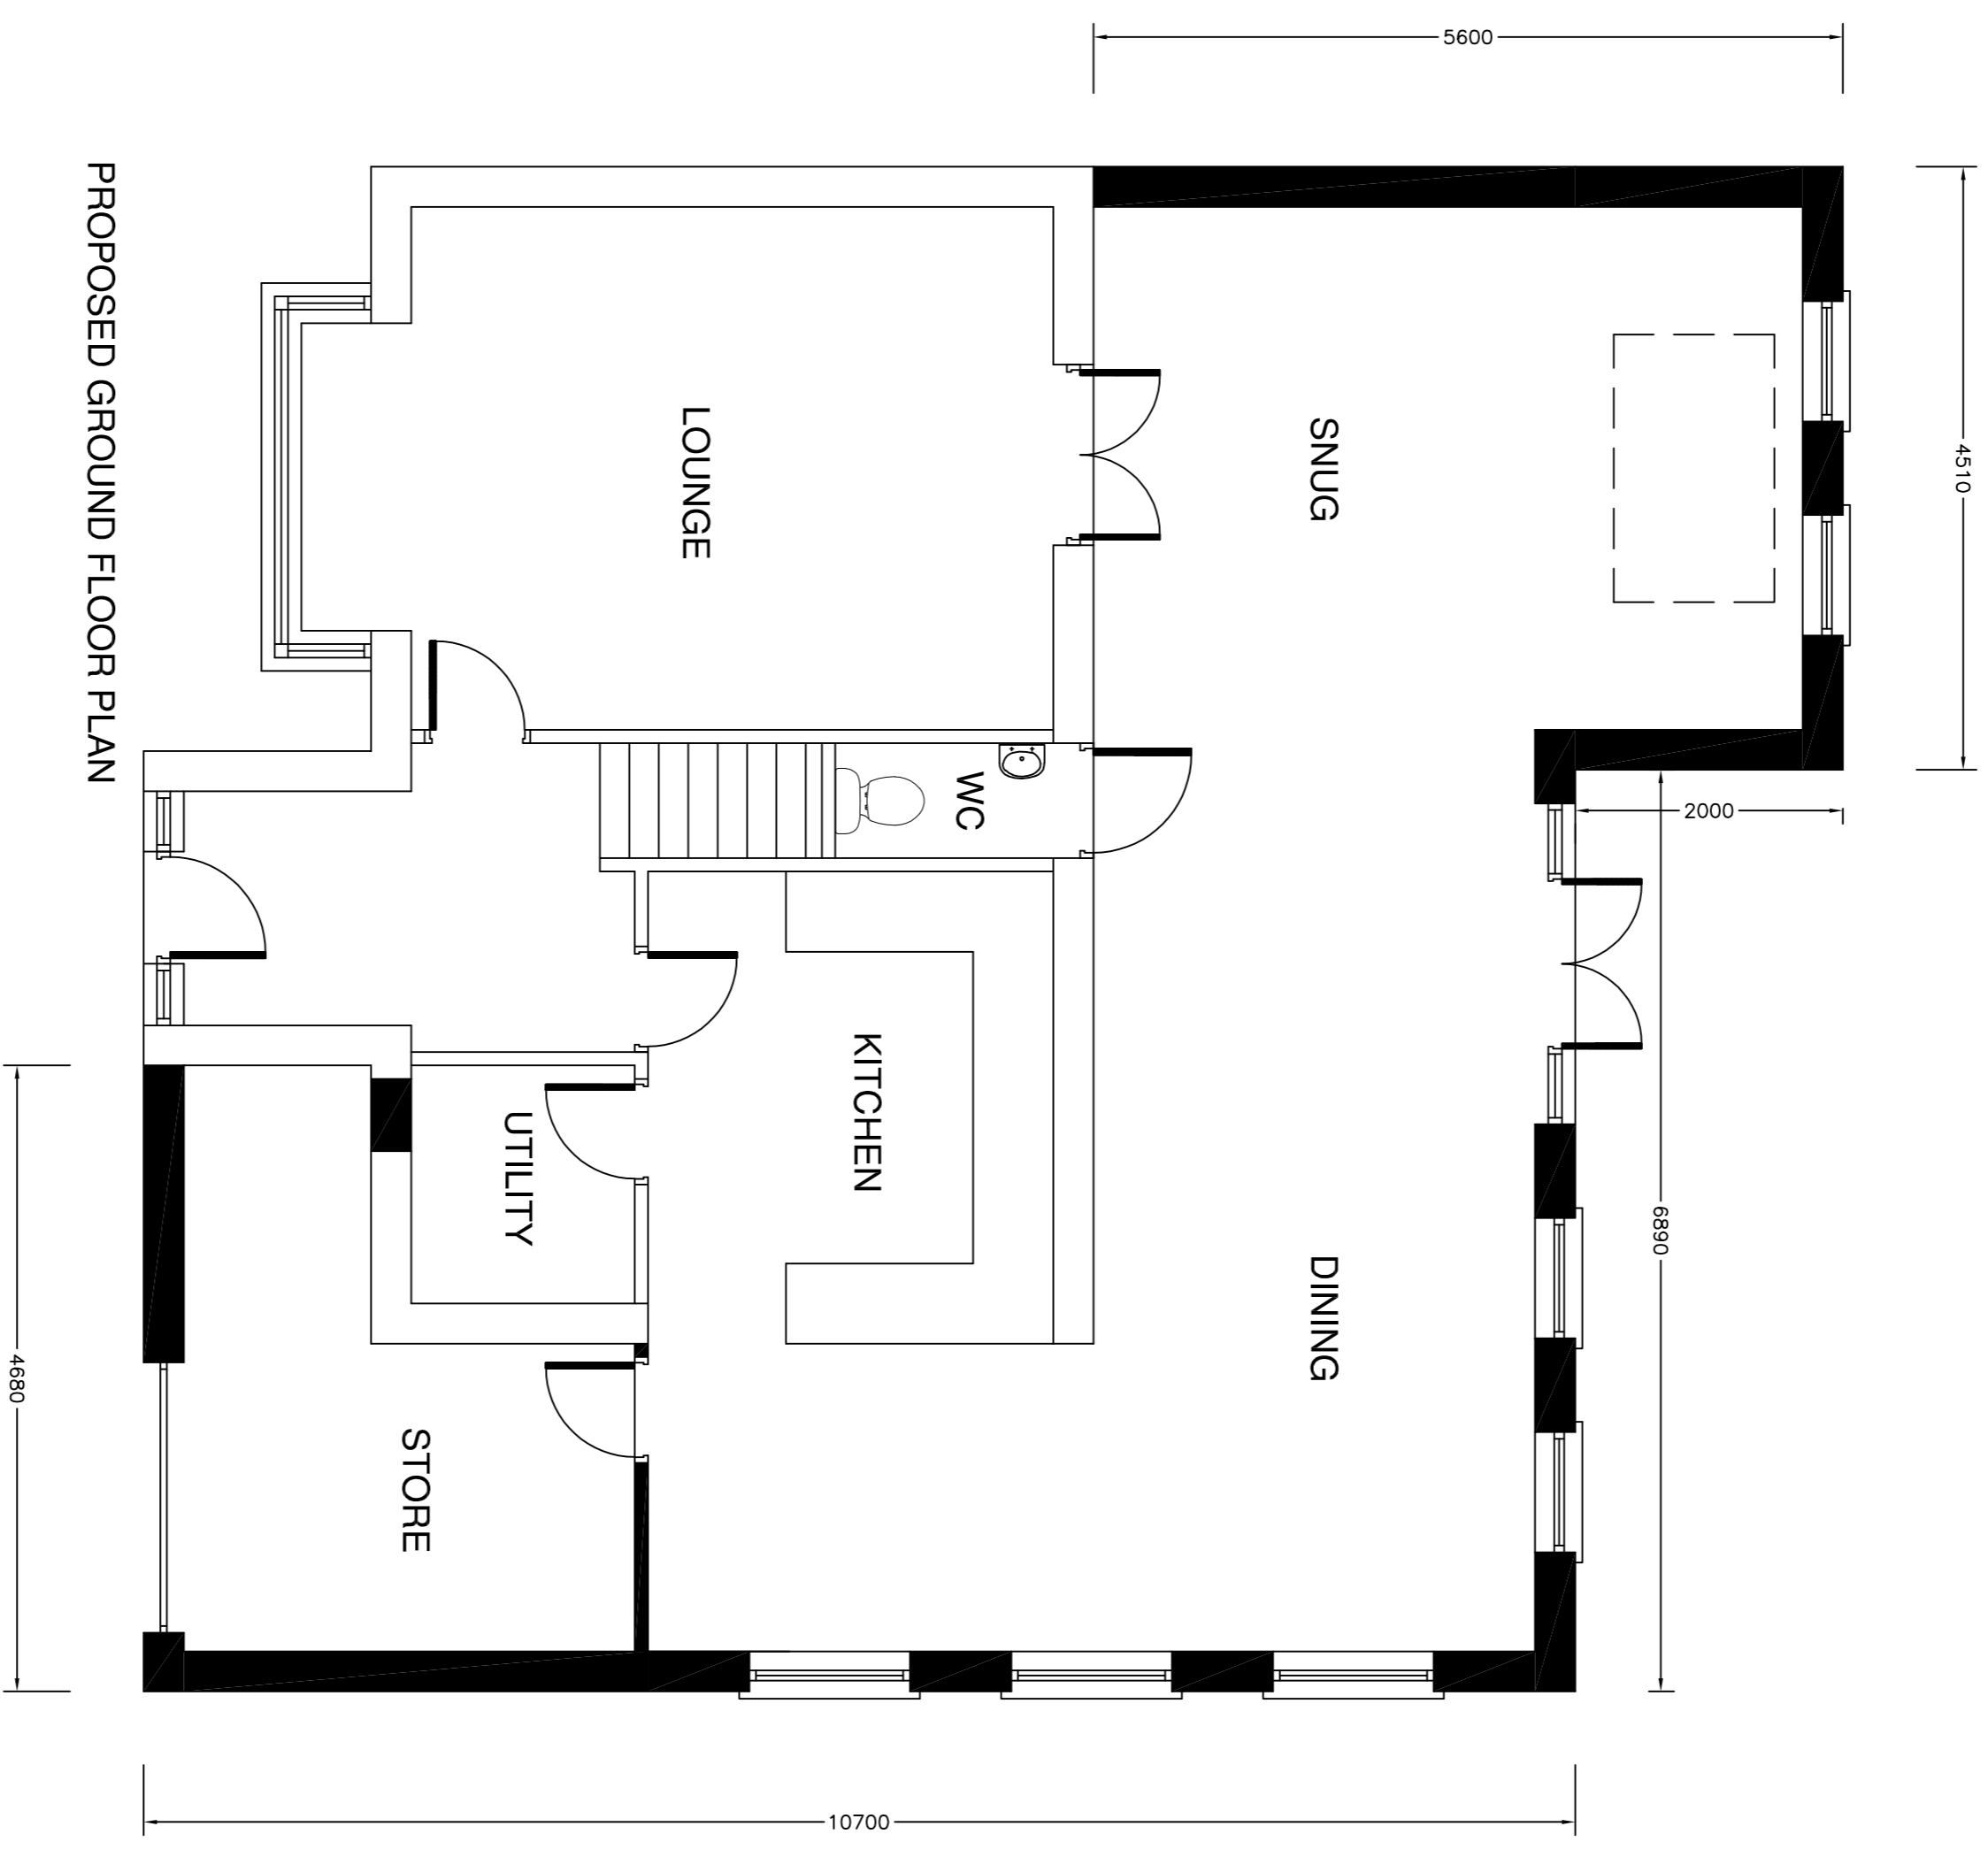 5600
4510
SNUG
LOUNGE
WC
2000
KITCHEN
DINING
6890
UTILITY
STORE
4680
10700
PROPOSED GROUND FLOOR PLAN